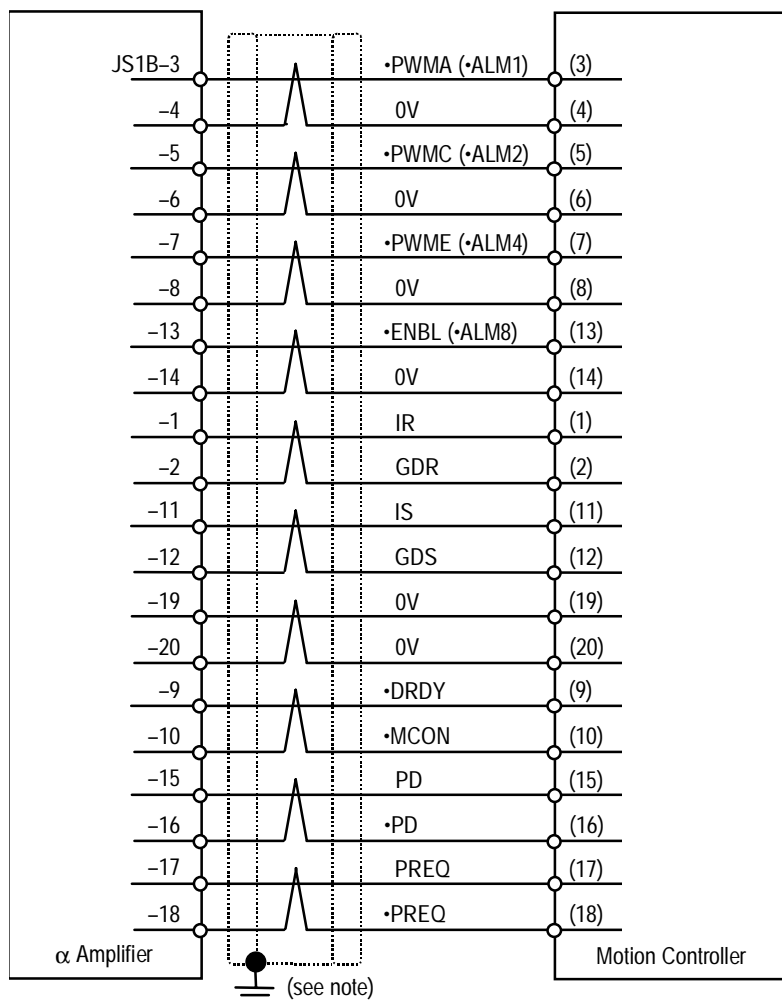 JS1B–3 •PWMA (•ALM1) (3)
–4 0V (4)
–5 •PWMC (•ALM2) (5)
–6 0V (6)
–7 •PWME (•ALM4) (7)
–8 0V (8)
–13 •ENBL (•ALM8) (13)
–14 0V (14)
–1 IR (1)
–2 GDR (2)
–11 IS (11)
–12 GDS (12)
–19 0V (19)
–20 0V (20)
–9 •DRDY (9)
–10 •MCON (10)
–15 PD (15)
–16 •PD (16)
–17 PREQ (17)
–18 •PREQ (18)
α Amplifier Motion Controller
(see note)